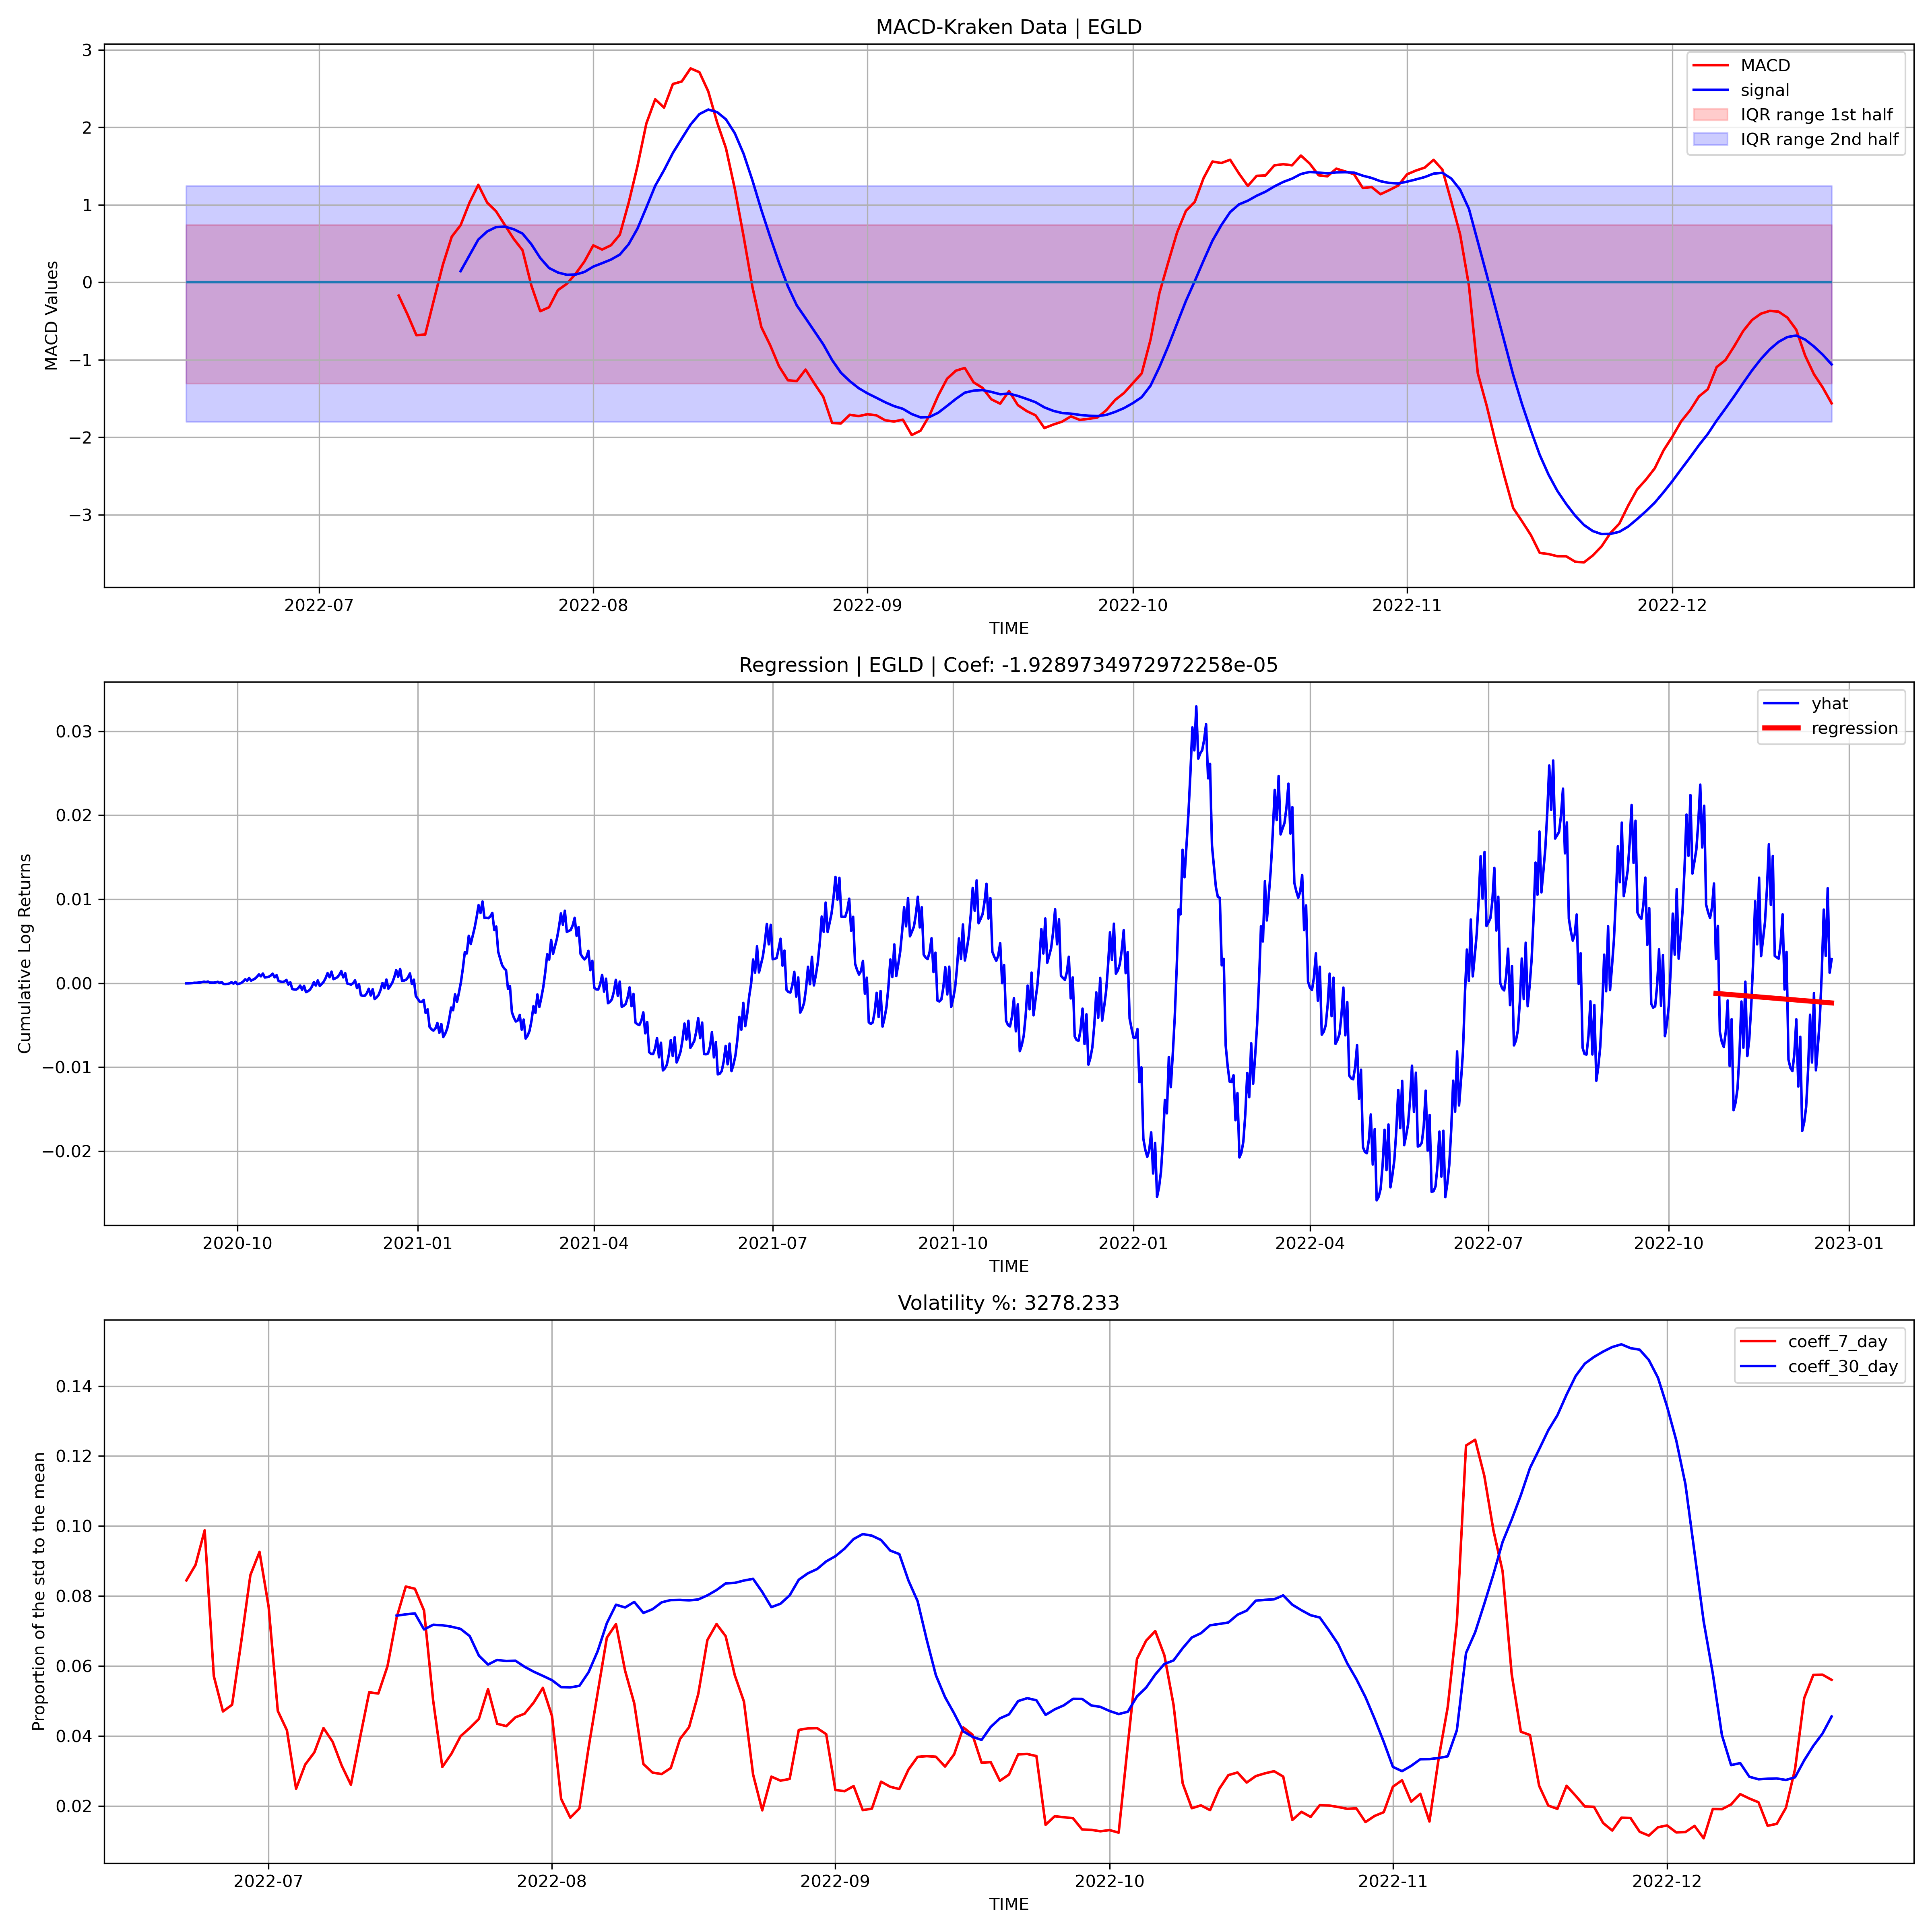 MACD-Kraken Data | EGLD
MACD
signal
IQR range 1st half
IQR range 2nd half
MACD Values
3
2
1
0
−1
−2
−3
2022-07
2022-08
2022-09
2022-10
2022-11
2022-12
TIME
Regression | EGLD | Coef: -1.9289734972972258e-05
yhat
regression
Cumulative Log Returns
0.03
0.02
0.01
0.00
−0.01
−0.02
2020-10
2021-01
2021-04
2021-07
2021-10
2022-01
2022-04
2022-07
2022-10
2023-01
TIME
Volatility %: 3278.233
coeff_7_day
coeff_30_day
Proportion of the std to the mean
0.14
0.12
0.10
0.08
0.06
0.04
0.02
2022-07
2022-08
2022-09
2022-10
2022-11
2022-12
TIME